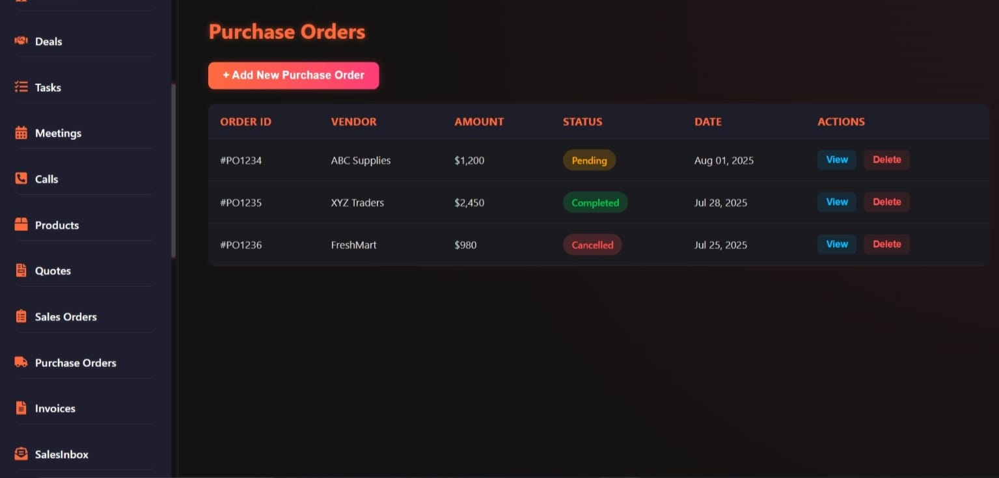 Deals
Tasks
Meetings
Calls
Products
Quotes
Sales Orders
Purchase Orders
Invoices
SalesInbox
Purchase Orders
+ Add New Purchase Order
ORDER ID VENDOR AMOUNT STATUS DATE ACTIONS
#PO1234 ABC Supplies $1,200 Pending Aug 01, 2025 View Delete
#PO1235 XYZ Traders $2,450 Completed Jul 28, 2025 View Delete
#PO1236 FreshMart $980 Cancelled Jul 25, 2025 View Delete